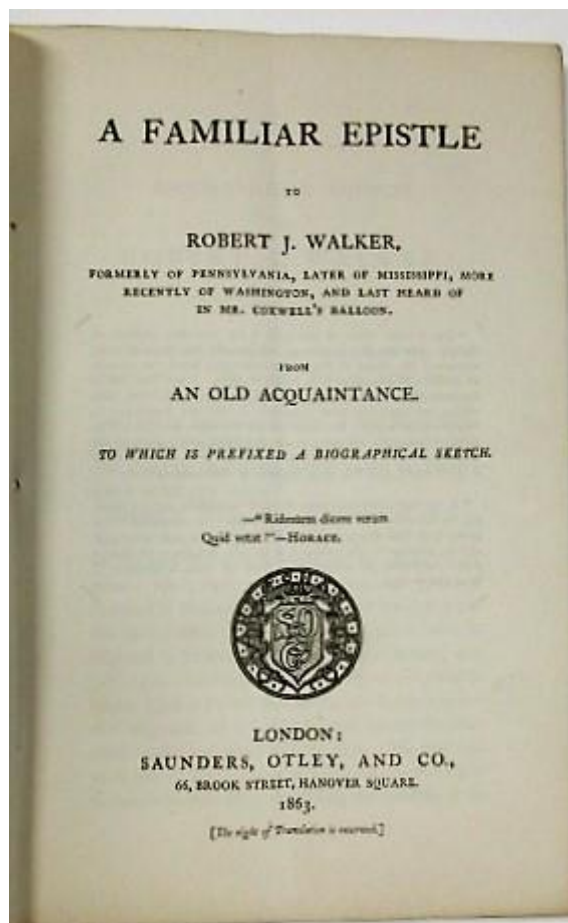 A FAMILIAR EPISTLE
TO
ROBERT J. WALKER,
FORMERLY OF PENNSYLVANIA, LATER OF MISSISSIPPI, MORE
RECENTLY OF WASHINGTON, AND LAST HEARD OF
IN MR. COXWELL'S BALLOON.
FROM
AN OLD ACQUAINTANCE.
TO WHICH IS PREFIXED A BIOGRAPHICAL SKETCH.
—"Ridentem dicere verum
Quid vetat?"—HORACE.
LONDON:
SAUNDERS, OTLEY, AND CO.,
66, BROOK STREET, HANOVER SQUARE.
1863.
[The right of Translation is reserved.]